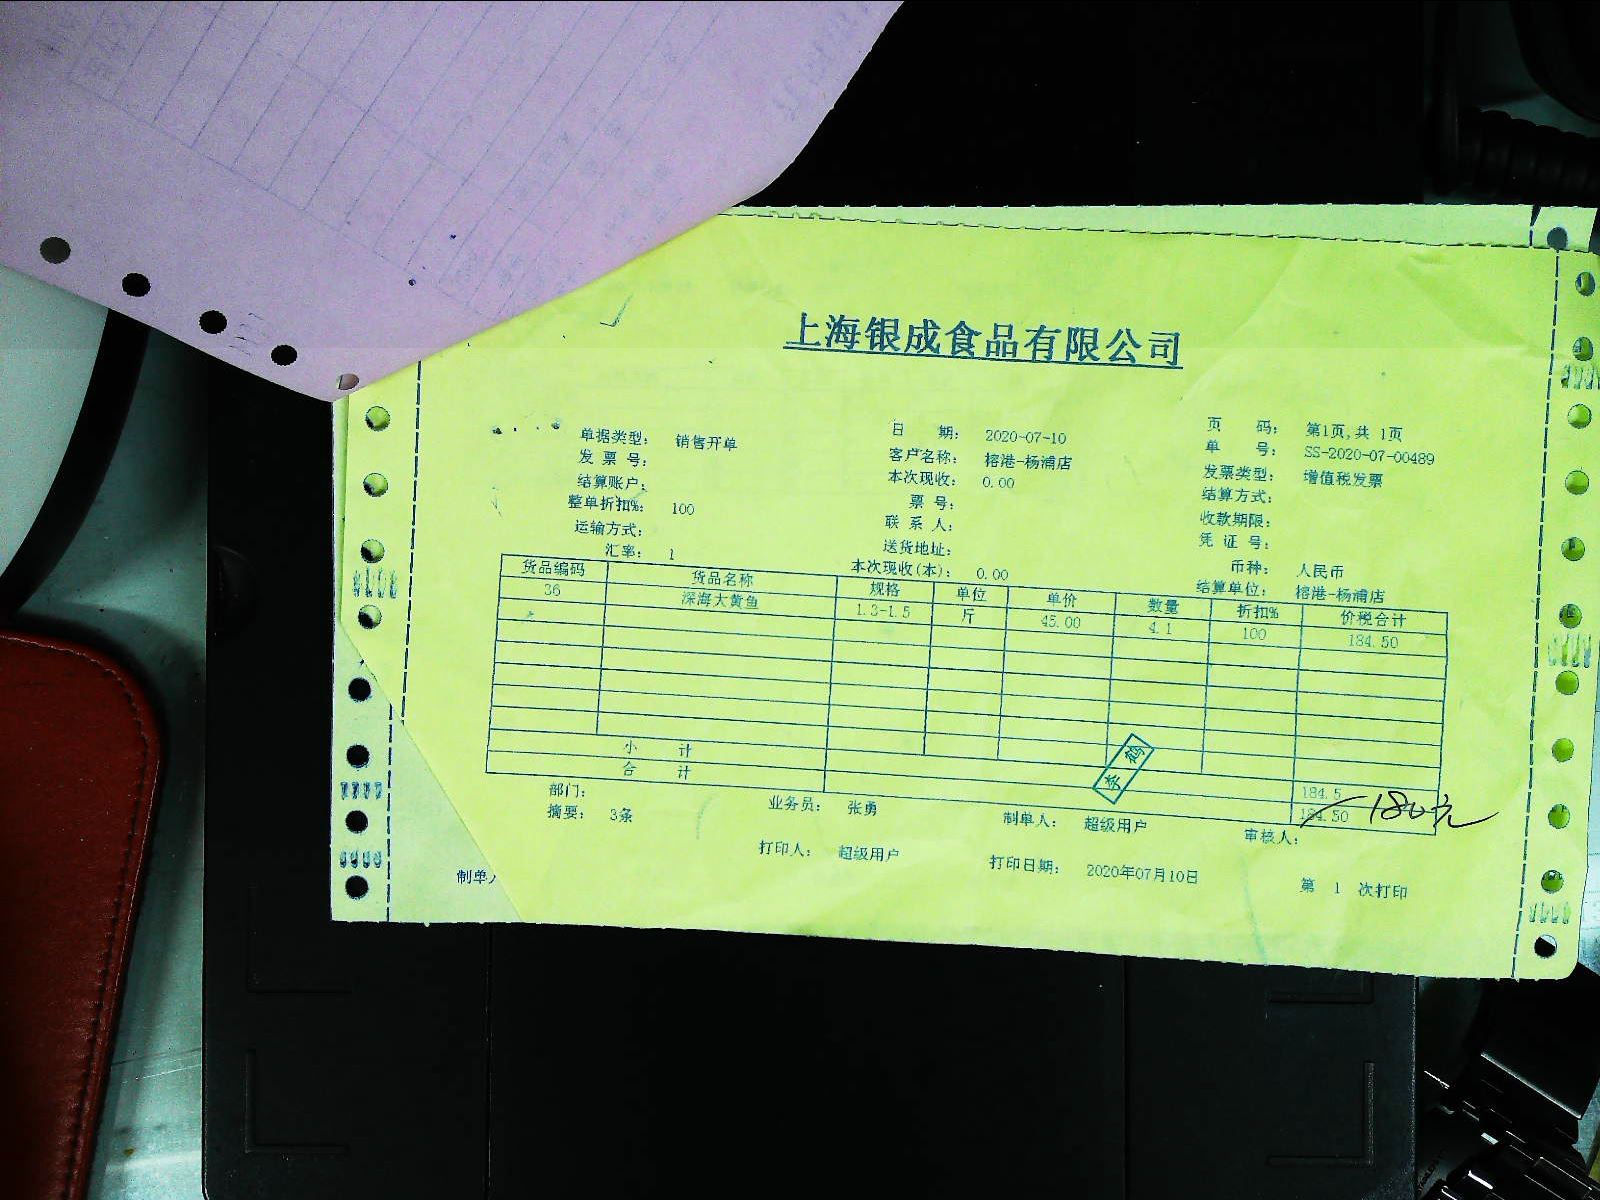 上海银成食品有限公司
单据类型: 销售开单 日 期: 2020-07-10 页 码: 第1页,共 1页
发 票 号: 客户名称: 榕港-杨浦店 单 号: SS-2020-07-00489
结算账户: 本次现收: 0.00 发票类型: 增值税发票
整单折扣%: 100 票 号: 结算方式:
运输方式: 联 系 人: 收款期限:
汇率: 1 送货地址: 凭 证 号:
本次现收(本): 0.00 币种: 人民币
结算单位: 榕港-杨浦店
货品编码 货品名称 规格 单位 单价 数量 折扣% 价税合计
36 深海大黄鱼 1.3-1.5 斤 45.00 4.1 100 184.50
小 计 184.5
合 计 184.50 180元
李鹤
部门: 业务员: 张勇 制单人: 超级用户 审核人:
摘要: 3条
打印人: 超级用户 打印日期: 2020年07月10日 第 1 次打印
制单人